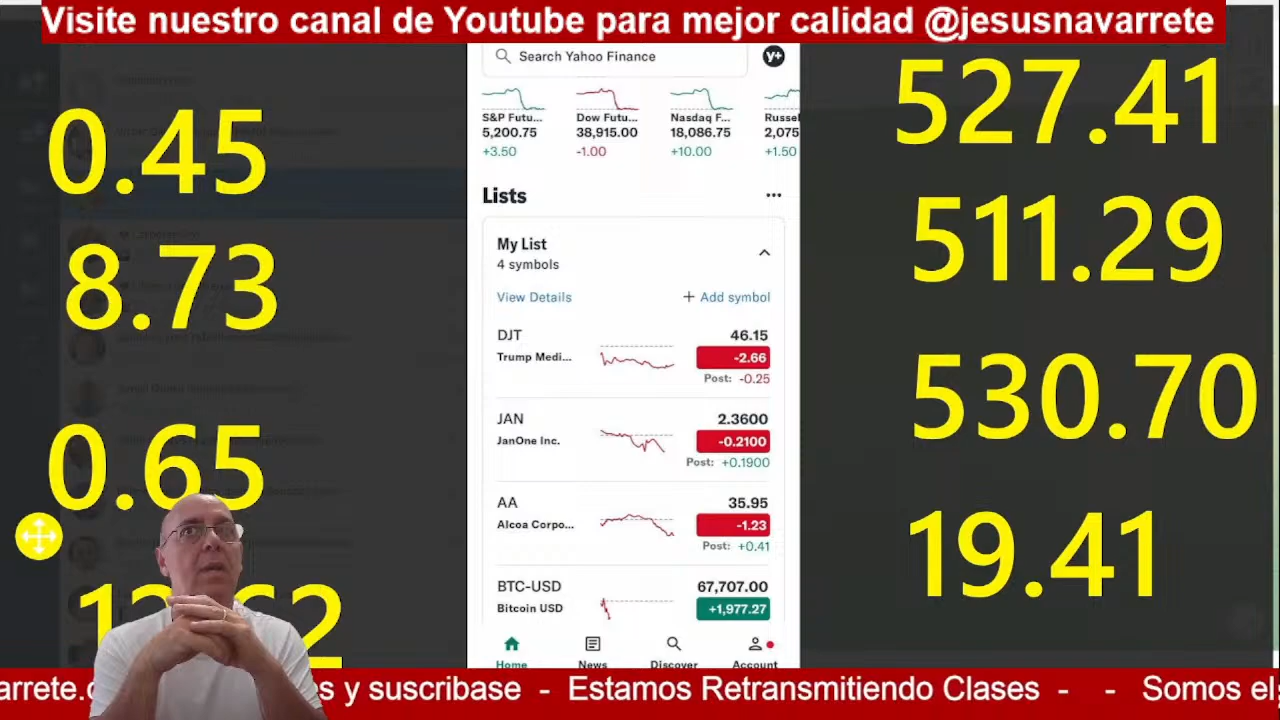 Visite nuestro canal de Youtube para mejor calidad @jesusnavarrete
0.45
8.73
0.65
Search Yahoo Finance
y+
S&P Futu... Dow Futu... Nasdaq F... Russel
5,200.75 38,915.00 18,086.75 2,075
+3.50 -1.00 +10.00 +1.50
Lists
My List
4 symbols
View Details + Add symbol
DJT 46.15
Trump Medi... -2.66
Post: -0.25
JAN 2.3600
JanOne Inc. -0.2100
Post: +0.1900
AA 35.95
Alcoa Corpo... -1.23
Post: +0.41
BTC-USD 67,707.00
Bitcoin USD +1,977.27
Home News Discover Account
527.41
511.29
530.70
19.41
s y suscribase - Estamos Retransmitiendo Clases - - Somos el